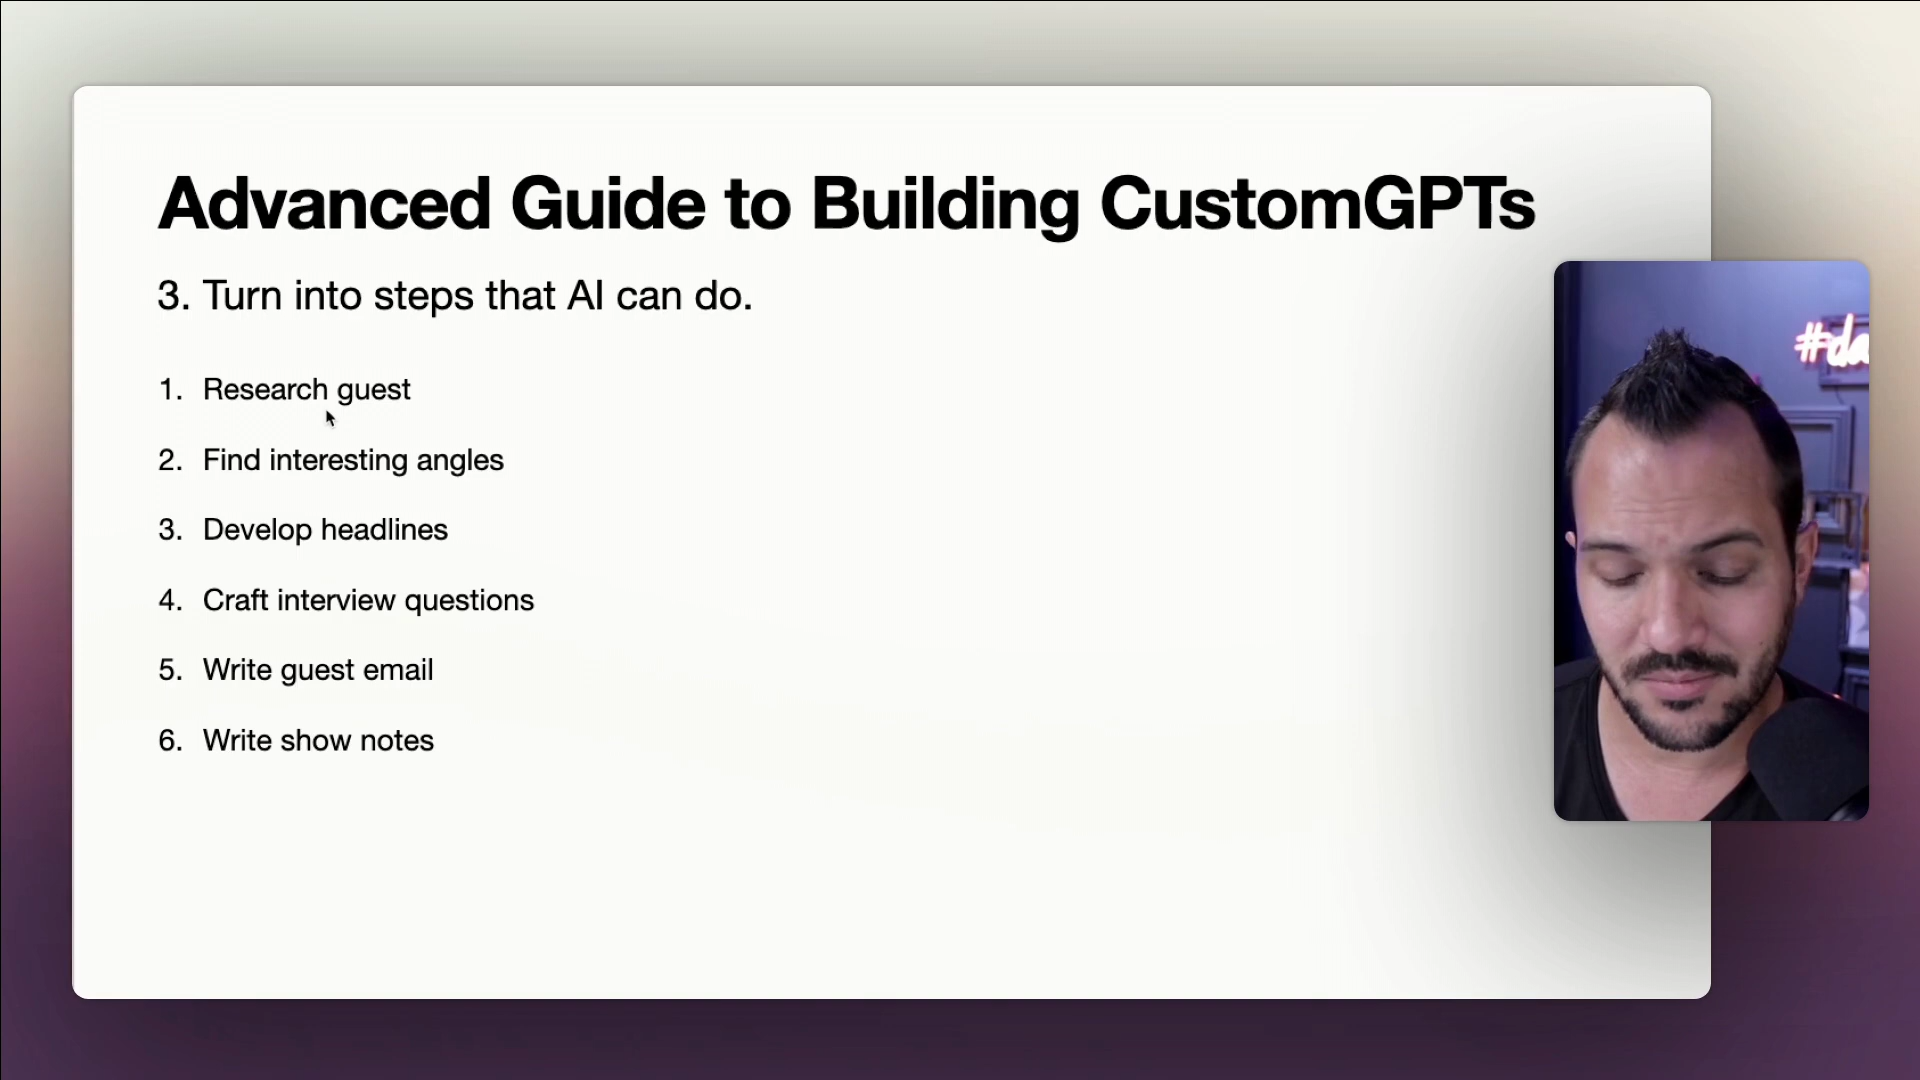 Advanced Guide to Building CustomGPTs
3. Turn into steps that AI can do.
1. Research guest
2. Find interesting angles
3. Develop headlines
4. Craft interview questions
5. Write guest email
6. Write show notes
#da